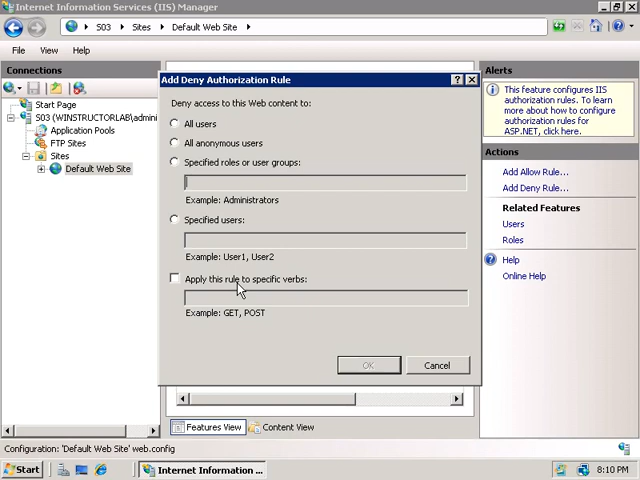 Internet Information Services (IIS) Manager
S03 Sites Default Web Site
File View Help
Connections
Start Page
S03 (WINSTRUCTORLAB\admini
Application Pools
FTP Sites
Sites
Default Web Site
Add Deny Authorization Rule
Deny access to this Web content to:
All users
All anonymous users
Specified roles or user groups:
Example: Administrators
Specified users:
Example: User1, User2
Apply this rule to specific verbs:
Example: GET, POST
OK Cancel
Features View Content View
Alerts
This feature configures IIS
authorization rules. To learn
more about how to configure
authorization rules for
ASP.NET, click here.
Actions
Add Allow Rule...
Add Deny Rule...
Related Features
Users
Roles
Help
Online Help
Configuration: 'Default Web Site' web.config
Start Internet Information ... 8:10 PM